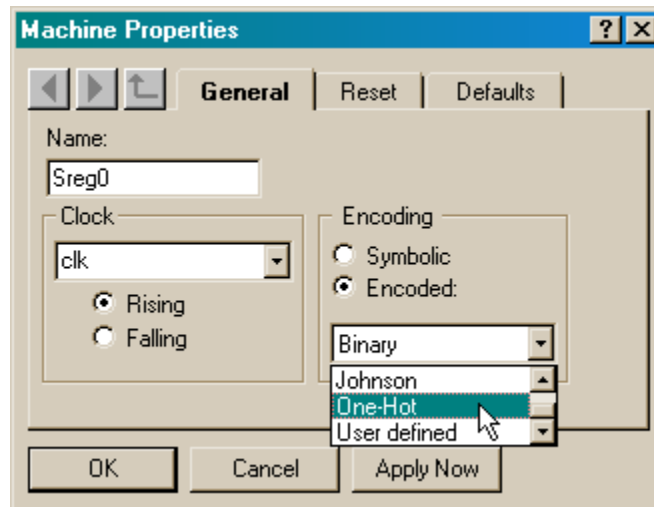 Machine Properties
General Reset Defaults
Name:
Sreg0
Clock
clk
Rising
Falling
Encoding
Symbolic
Encoded:
Binary
Johnson
One-Hot
User defined
OK Cancel Apply Now